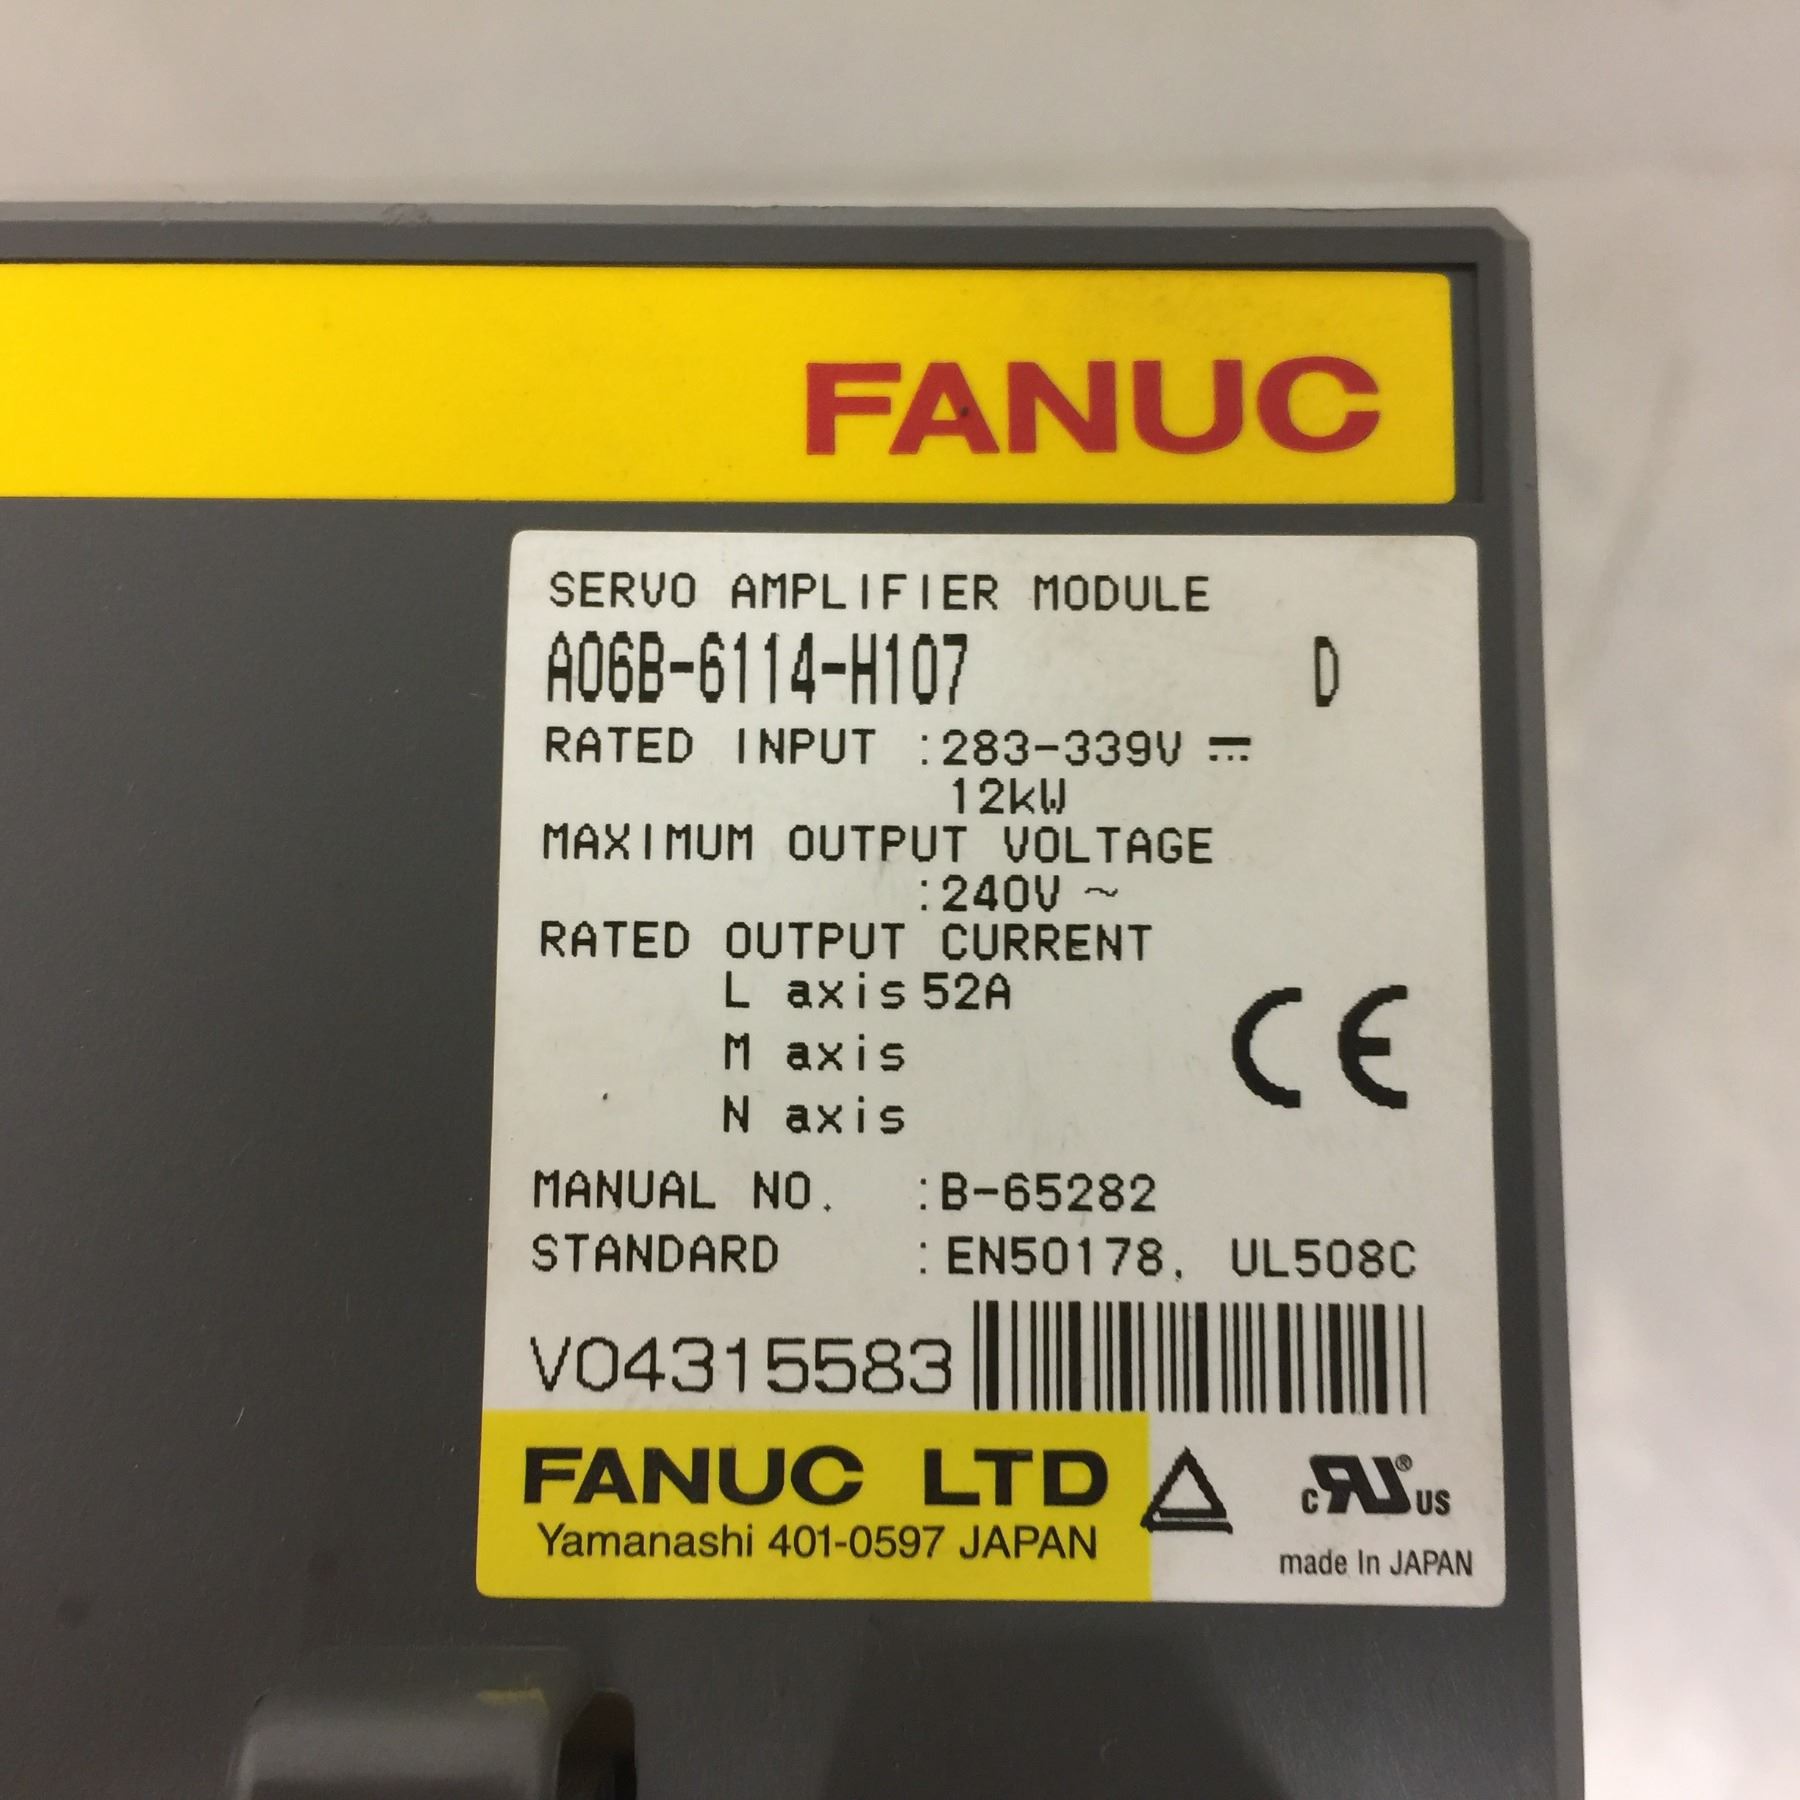 FANUC
SERVO AMPLIFIER MODULE
A06B-6114-H107 D
RATED INPUT :283-339V ⎓
12kW
MAXIMUM OUTPUT VOLTAGE
:240V ~
RATED OUTPUT CURRENT
L axis 52A
M axis
N axis
CE
MANUAL NO. :B-65282
STANDARD :EN50178, UL508C
V04315583
FANUC LTD
Yamanashi 401-0597 JAPAN
c RU® US
made In JAPAN